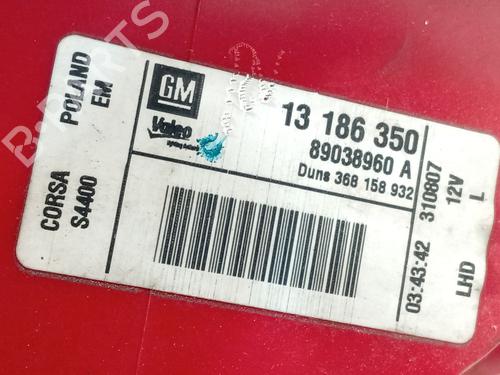 POLAND
EM
CORSA
S4400
GM
Valeo
13 186 350
89038960 A
Duns 368 158 932
310807
12V
L
03:43:42
LHD
B-PARTS